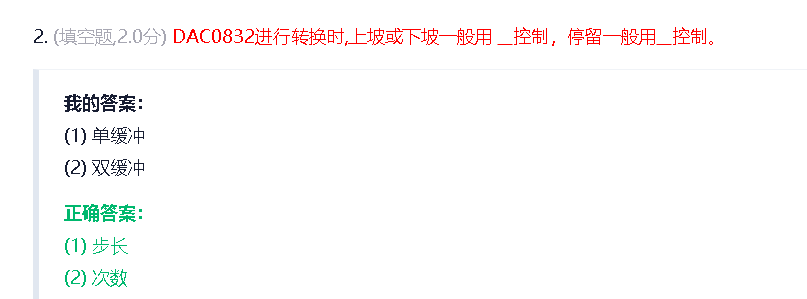 2. (填空题,2.0分) DAC0832进行转换时,上坡或下坡一般用 __控制，停留一般用__控制。
我的答案：
(1) 单缓冲
(2) 双缓冲
正确答案：
(1) 步长
(2) 次数